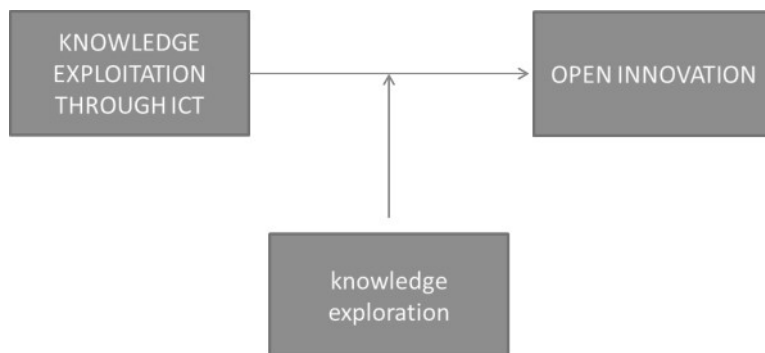 KNOWLEDGE
EXPLOITATION
THROUGH ICT
OPEN INNOVATION
knowledge
exploration